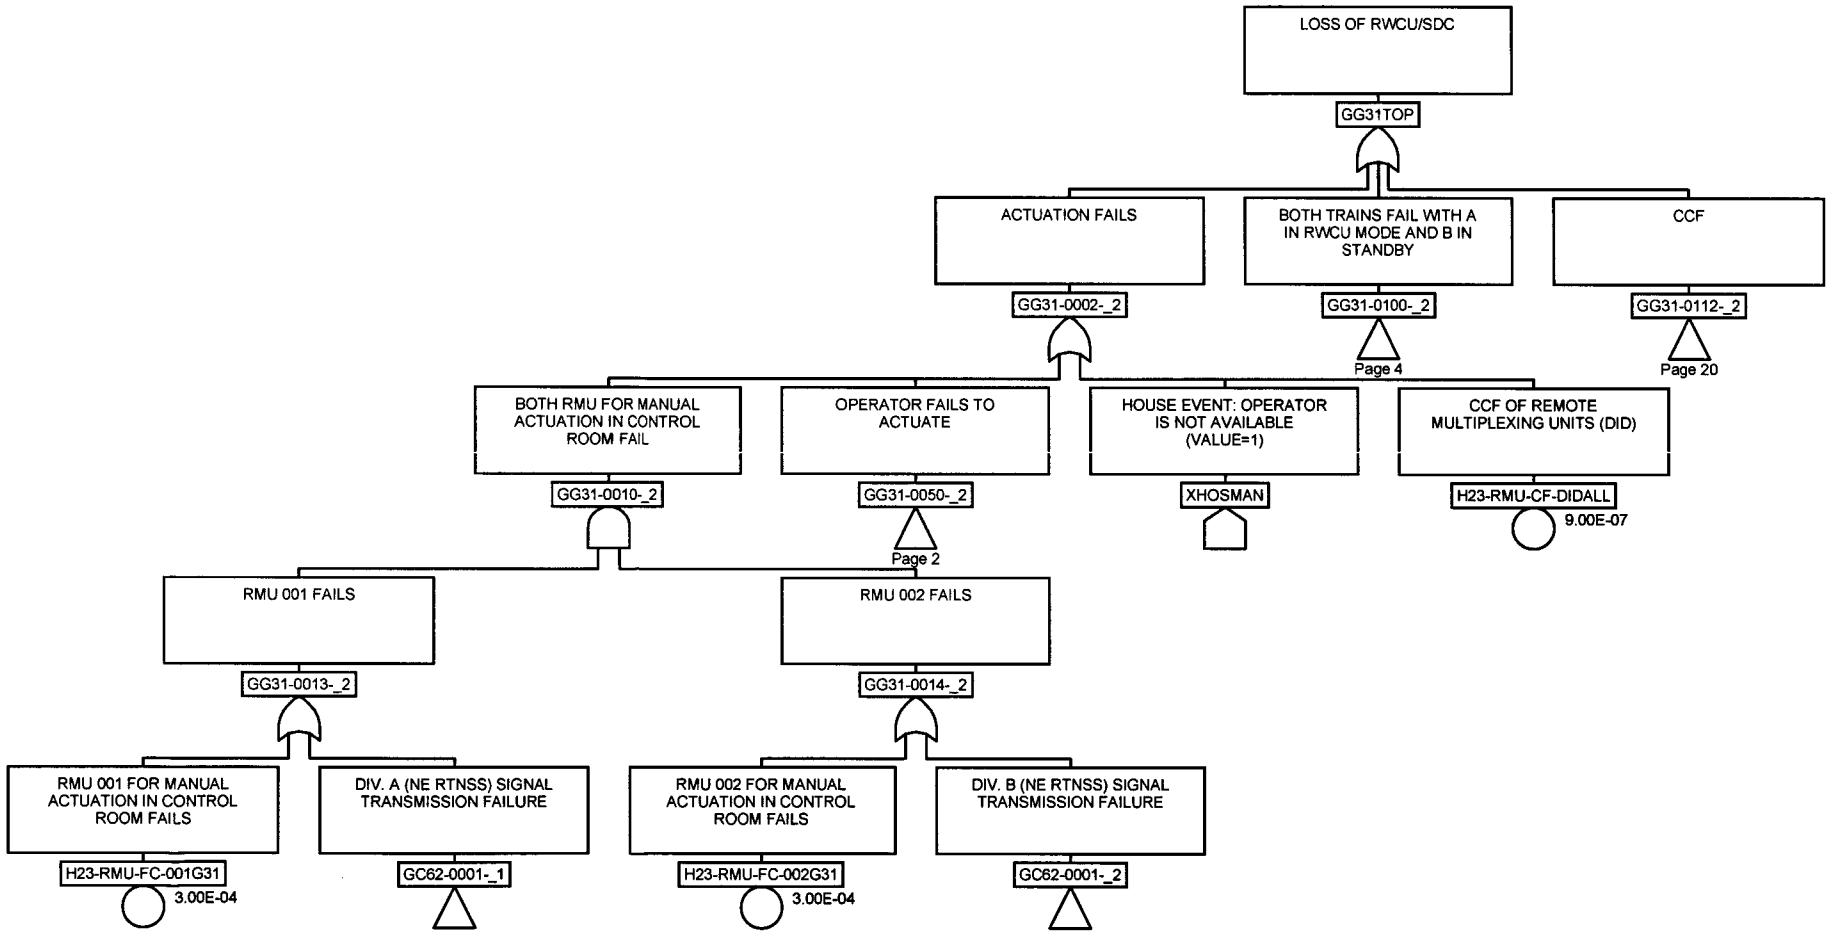 LOSS OF RWCU/SDC
GG31TOP
ACTUATION FAILS
GG31-0002-_2
BOTH TRAINS FAIL WITH A
IN RWCU MODE AND B IN
STANDBY
GG31-0100-_2
Page 4
CCF
GG31-0112-_2
Page 20
BOTH RMU FOR MANUAL
ACTUATION IN CONTROL
ROOM FAIL
GG31-0010-_2
OPERATOR FAILS TO
ACTUATE
GG31-0050-_2
Page 2
HOUSE EVENT: OPERATOR
IS NOT AVAILABLE
(VALUE=1)
XHOSMAN
CCF OF REMOTE
MULTIPLEXING UNITS (DID)
H23-RMU-CF-DIDALL
9.00E-07
RMU 001 FAILS
GG31-0013-_2
RMU 002 FAILS
GG31-0014-_2
RMU 001 FOR MANUAL
ACTUATION IN CONTROL
ROOM FAILS
H23-RMU-FC-001G31
3.00E-04
DIV. A (NE RTNSS) SIGNAL
TRANSMISSION FAILURE
GC62-0001-_1
RMU 002 FOR MANUAL
ACTUATION IN CONTROL
ROOM FAILS
H23-RMU-FC-002G31
3.00E-04
DIV. B (NE RTNSS) SIGNAL
TRANSMISSION FAILURE
GC62-0001-_2